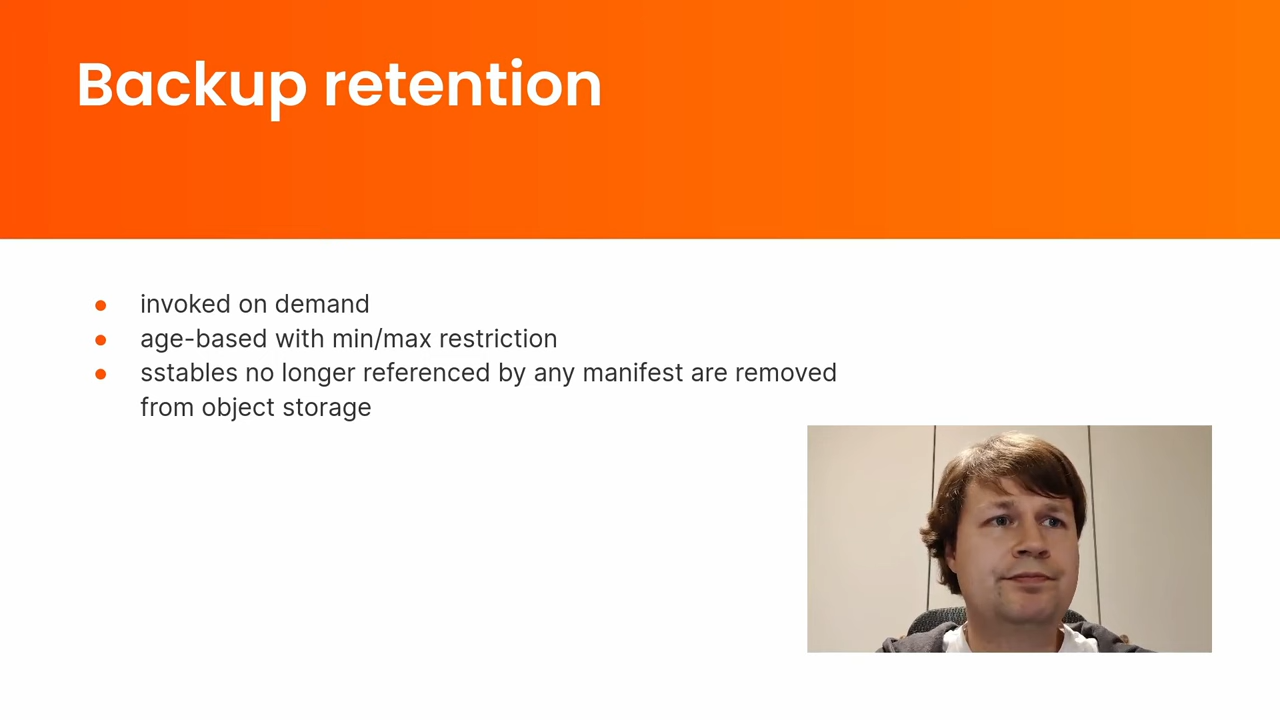 Backup retention
invoked on demand
age-based with min/max restriction
sstables no longer referenced by any manifest are removed
from object storage